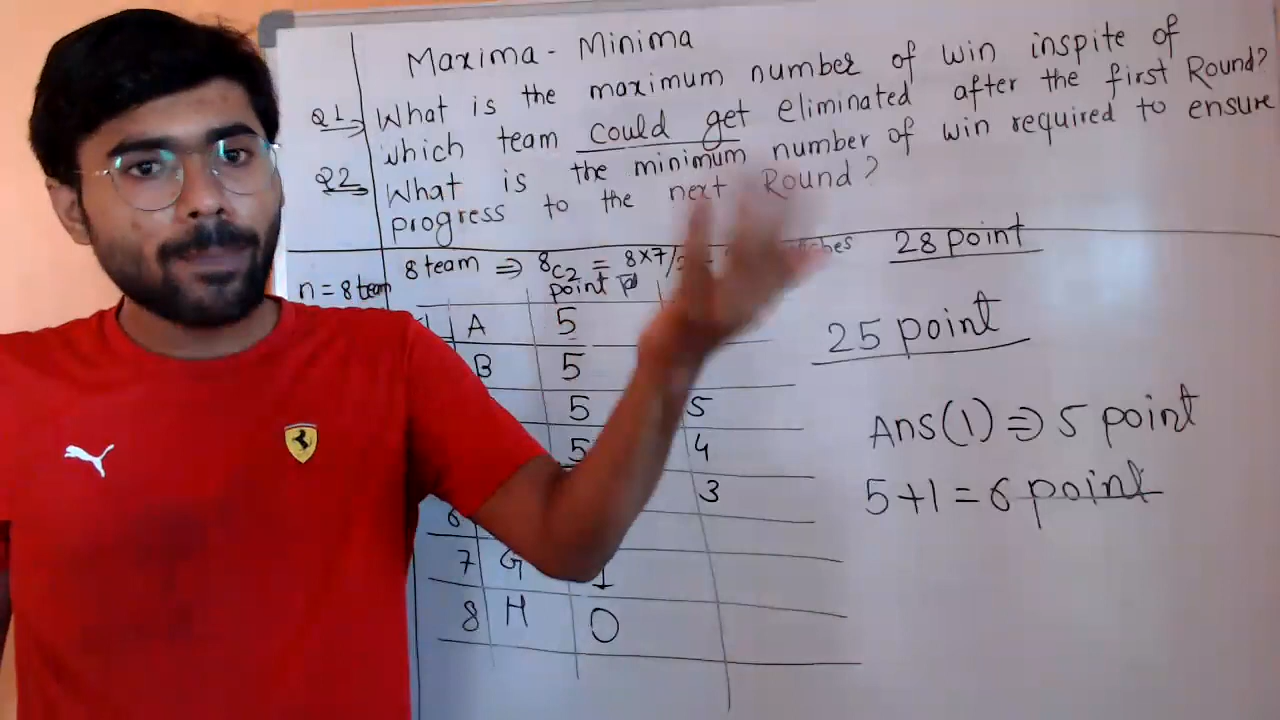 Maxima - Minima
Q1 What is the maximum number of win inspite of
which team could get eliminated after the first Round?
Q2 What is the minimum number of win required to ensure
progress to the next Round?
n = 8 team 8 team ⇒ 8C2 = 8×7/ 28 point
point
A 5
B 5
5 5
5 4
3
6
7 G 1
8 H 0
25 point
Ans(1) ⇒ 5 point
5+1 = 6 point
PUMA